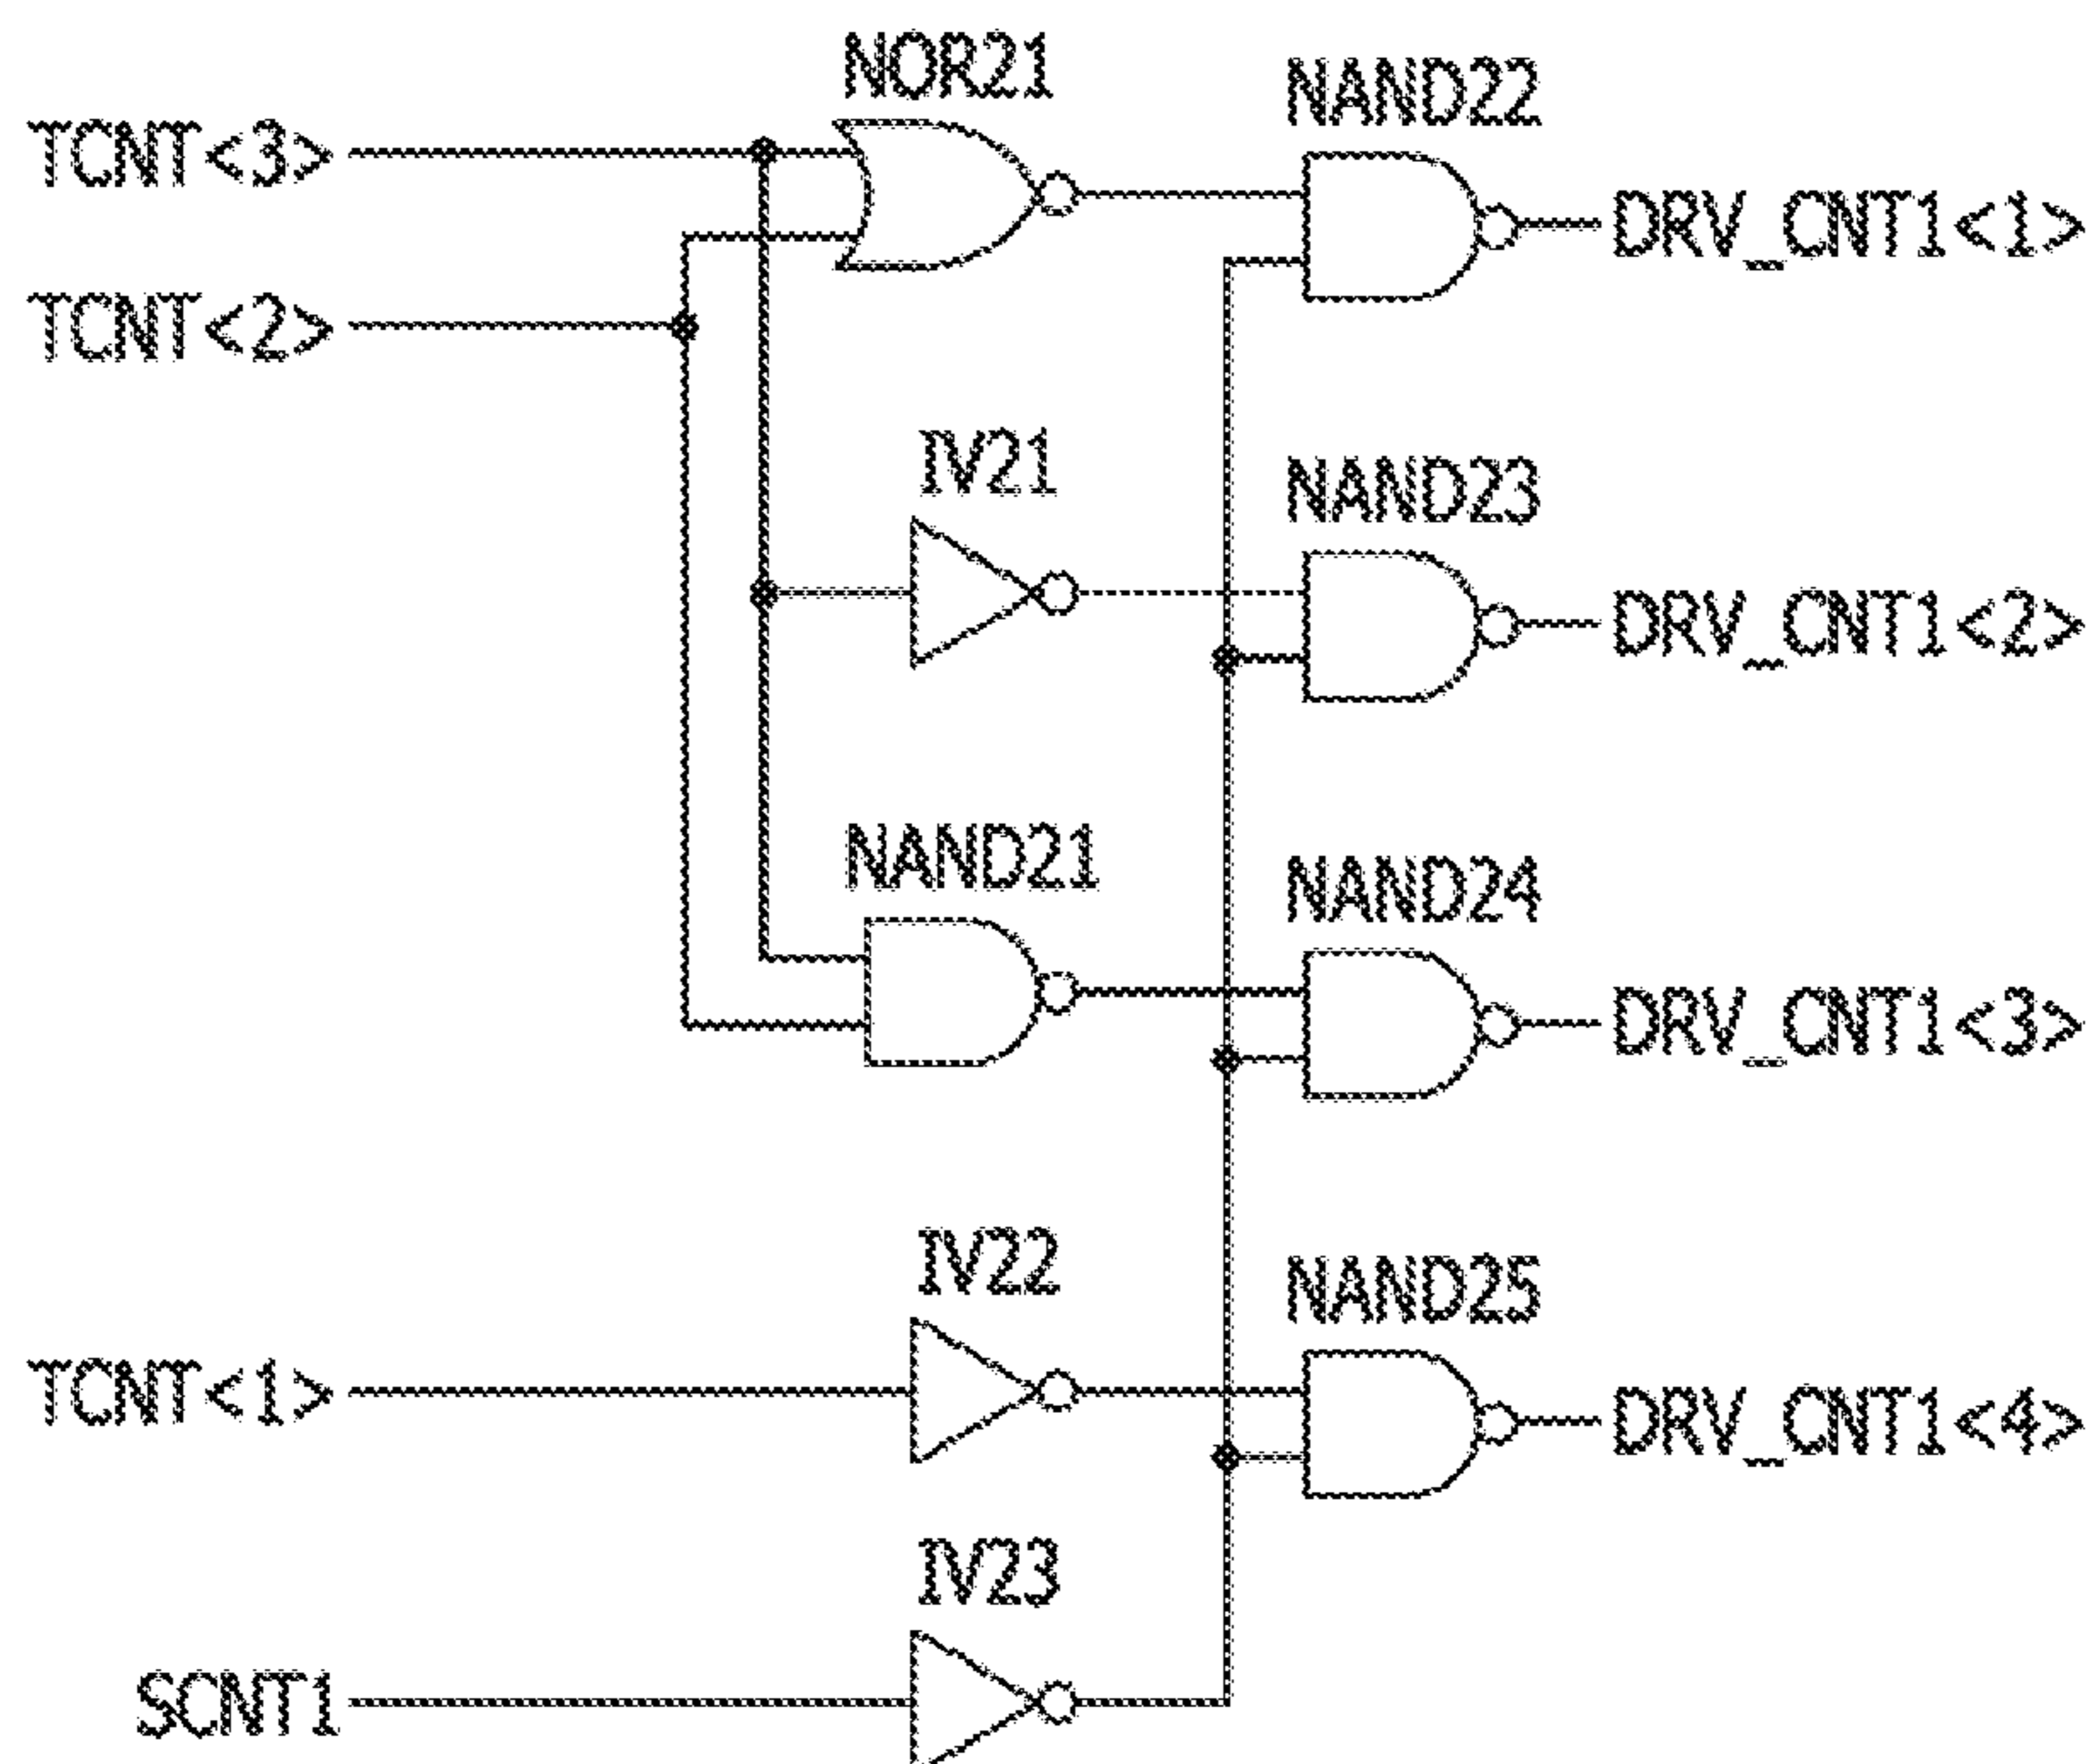 NOR21
NAND22
TCNT<3>
DRV_CNT1<1>
TCNT<2>
IV21
NAND23
DRV_CNT1<2>
NAND21
NAND24
DRV_CNT1<3>
IV22
NAND25
TCNT<1>
DRV_CNT1<4>
IV23
SCNT1